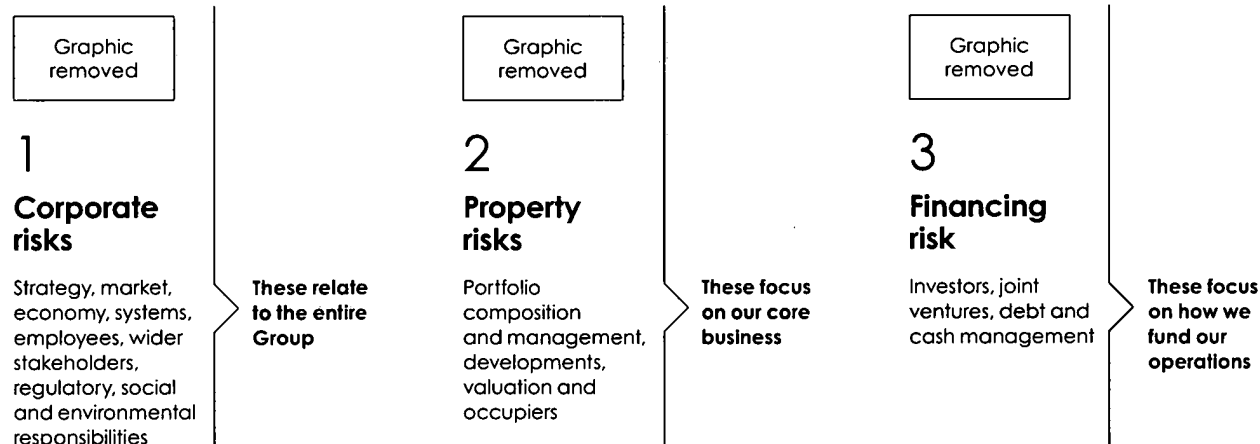 Graphic
removed
1
Corporate
risks
Strategy, market,
economy, systems,
employees, wider
stakeholders,
regulatory, social
and environmental
responsibilities
These relate
to the entire
Group
Graphic
removed
2
Property
risks
Portfolio
composition
and management,
developments,
valuation and
occupiers
These focus
on our core
business
Graphic
removed
3
Financing
risk
Investors, joint
ventures, debt and
cash management
These focus
on how we
fund our
operations